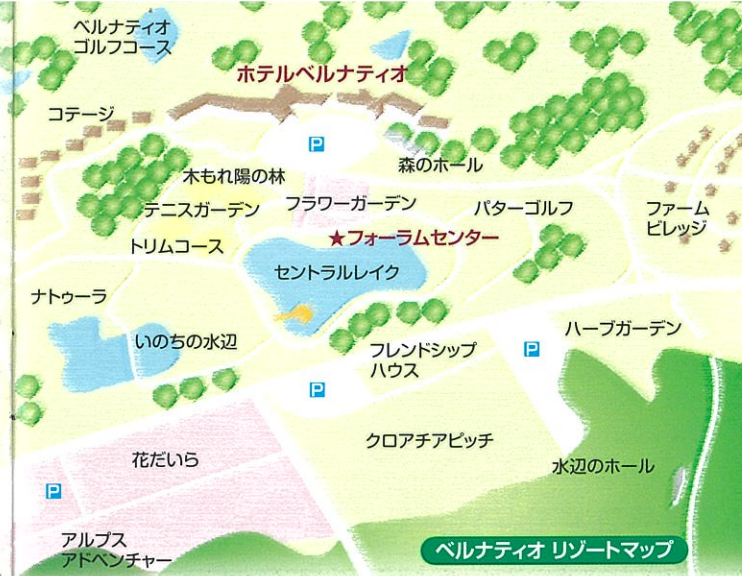 ベルナティオ
ゴルフコース
ホテルベルナティオ
コテージ
P
森のホール
木もれ陽の林
テニスガーデン
フラワーガーデン
パターゴルフ
ファーム
ビレッジ
トリムコース
★フォーラムセンター
セントラルレイク
ナトゥーラ
いのちの水辺
フレンドシップ
ハウス
P
ハーブガーデン
P
クロアチアピッチ
花だいら
水辺のホール
P
アルプス
アドベンチャー
ベルナティオ リゾートマップ